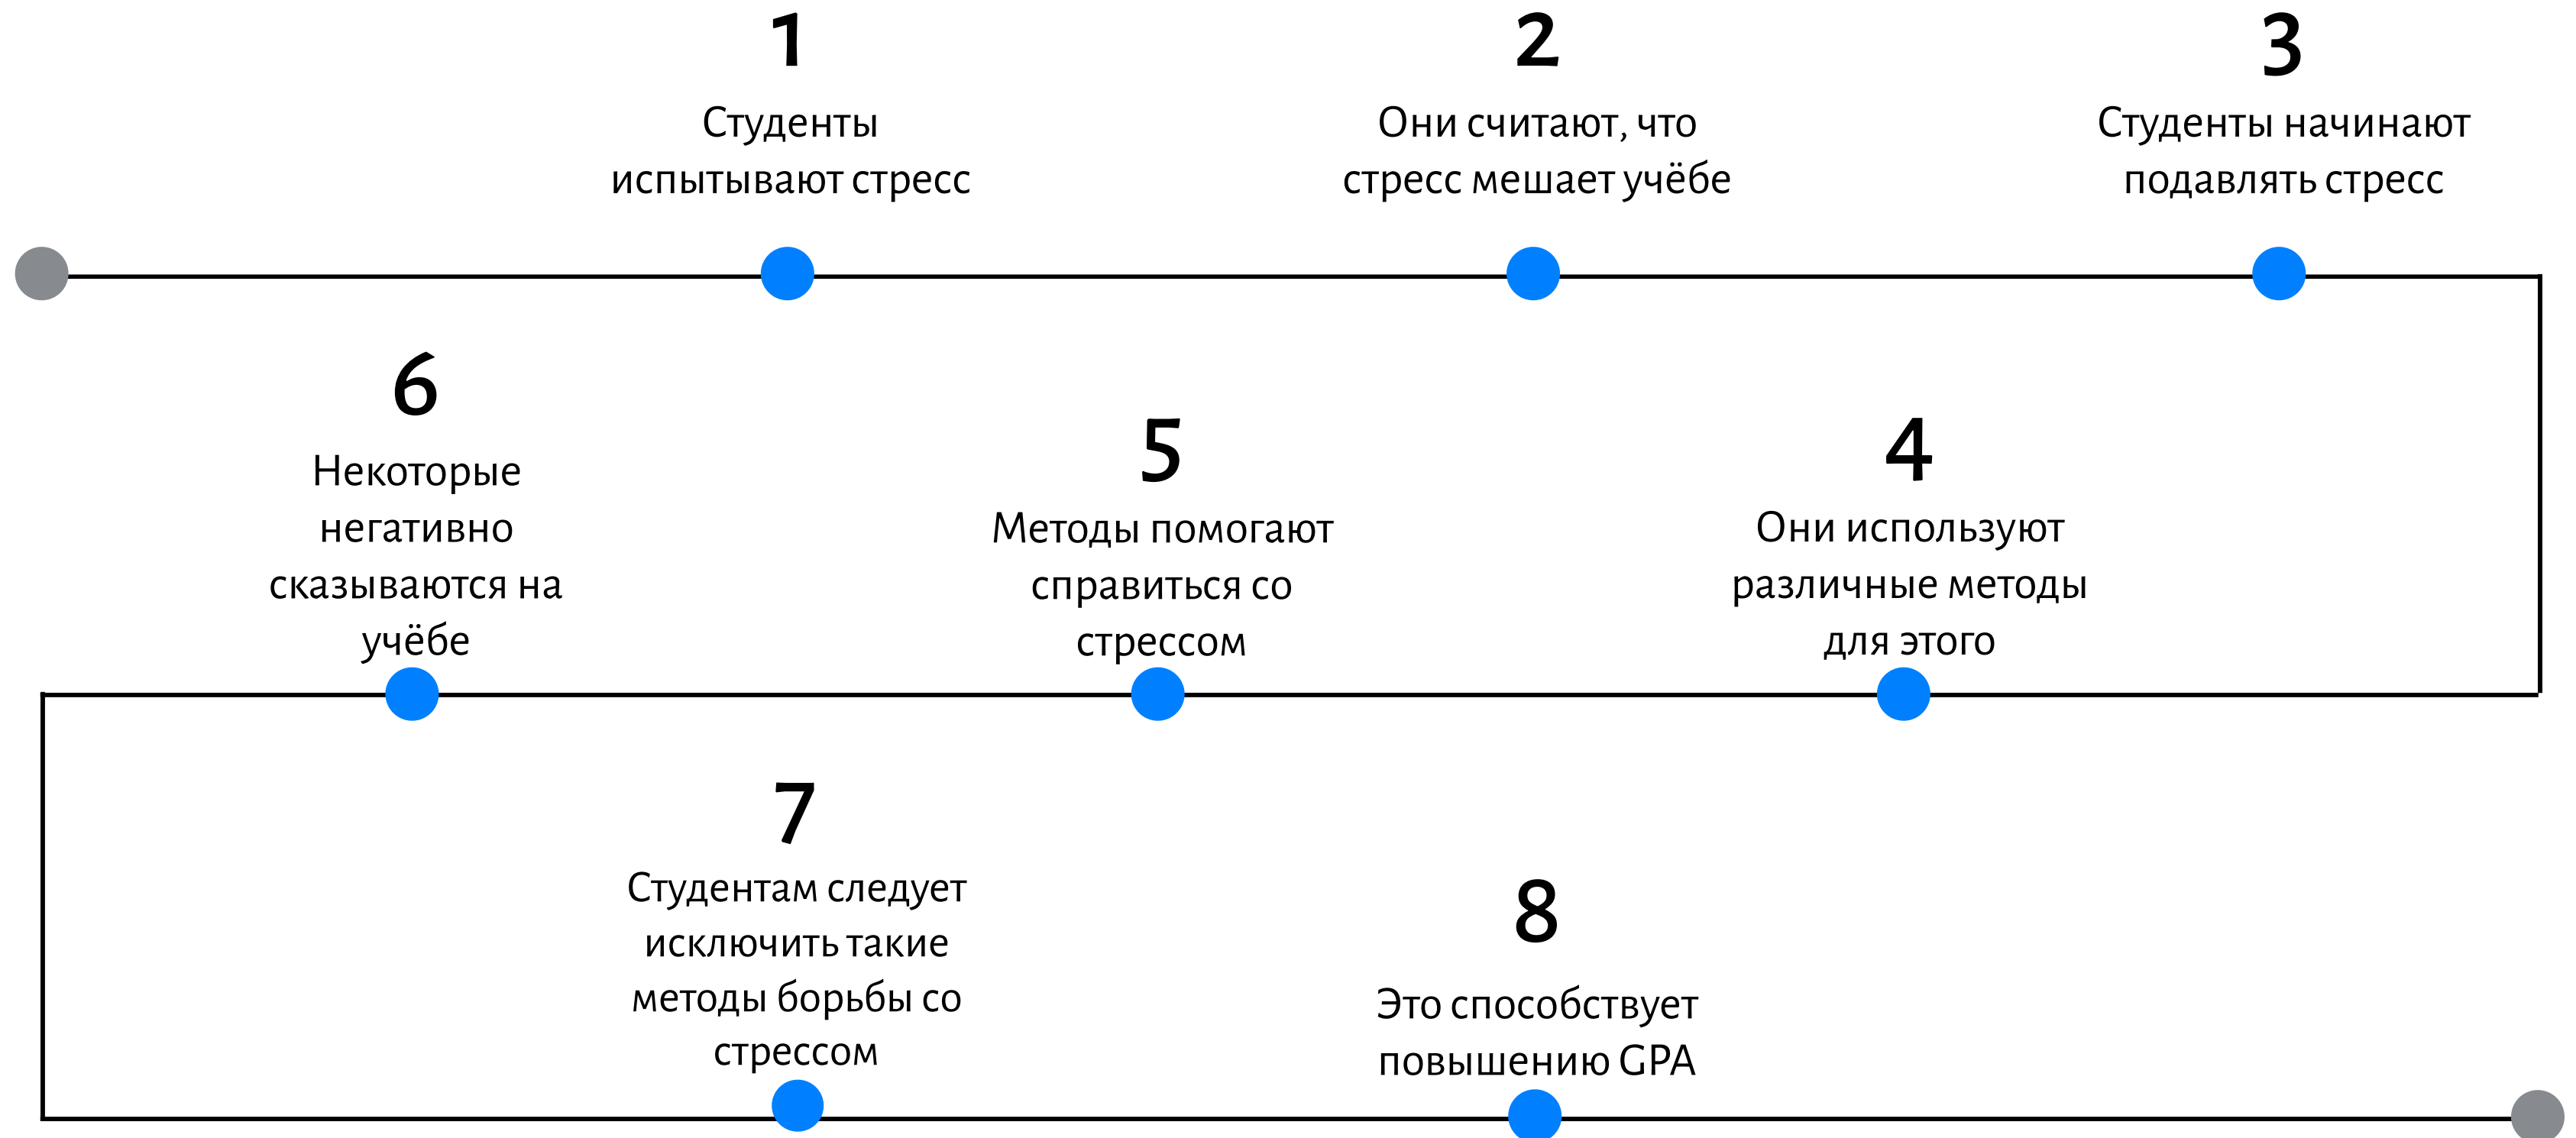 1
Студенты
испытывают стресс
2
Они считают, что
стресс мешает учёбе
3
Студенты начинают
подавлять стресс
4
Они используют
различные методы
для этого
5
Методы помогают
справиться со
стрессом
6
Некоторые
негативно
сказываются на
учёбе
7
Студентам следует
исключить такие
методы борьбы со
стрессом
8
Это способствует
повышению GPA